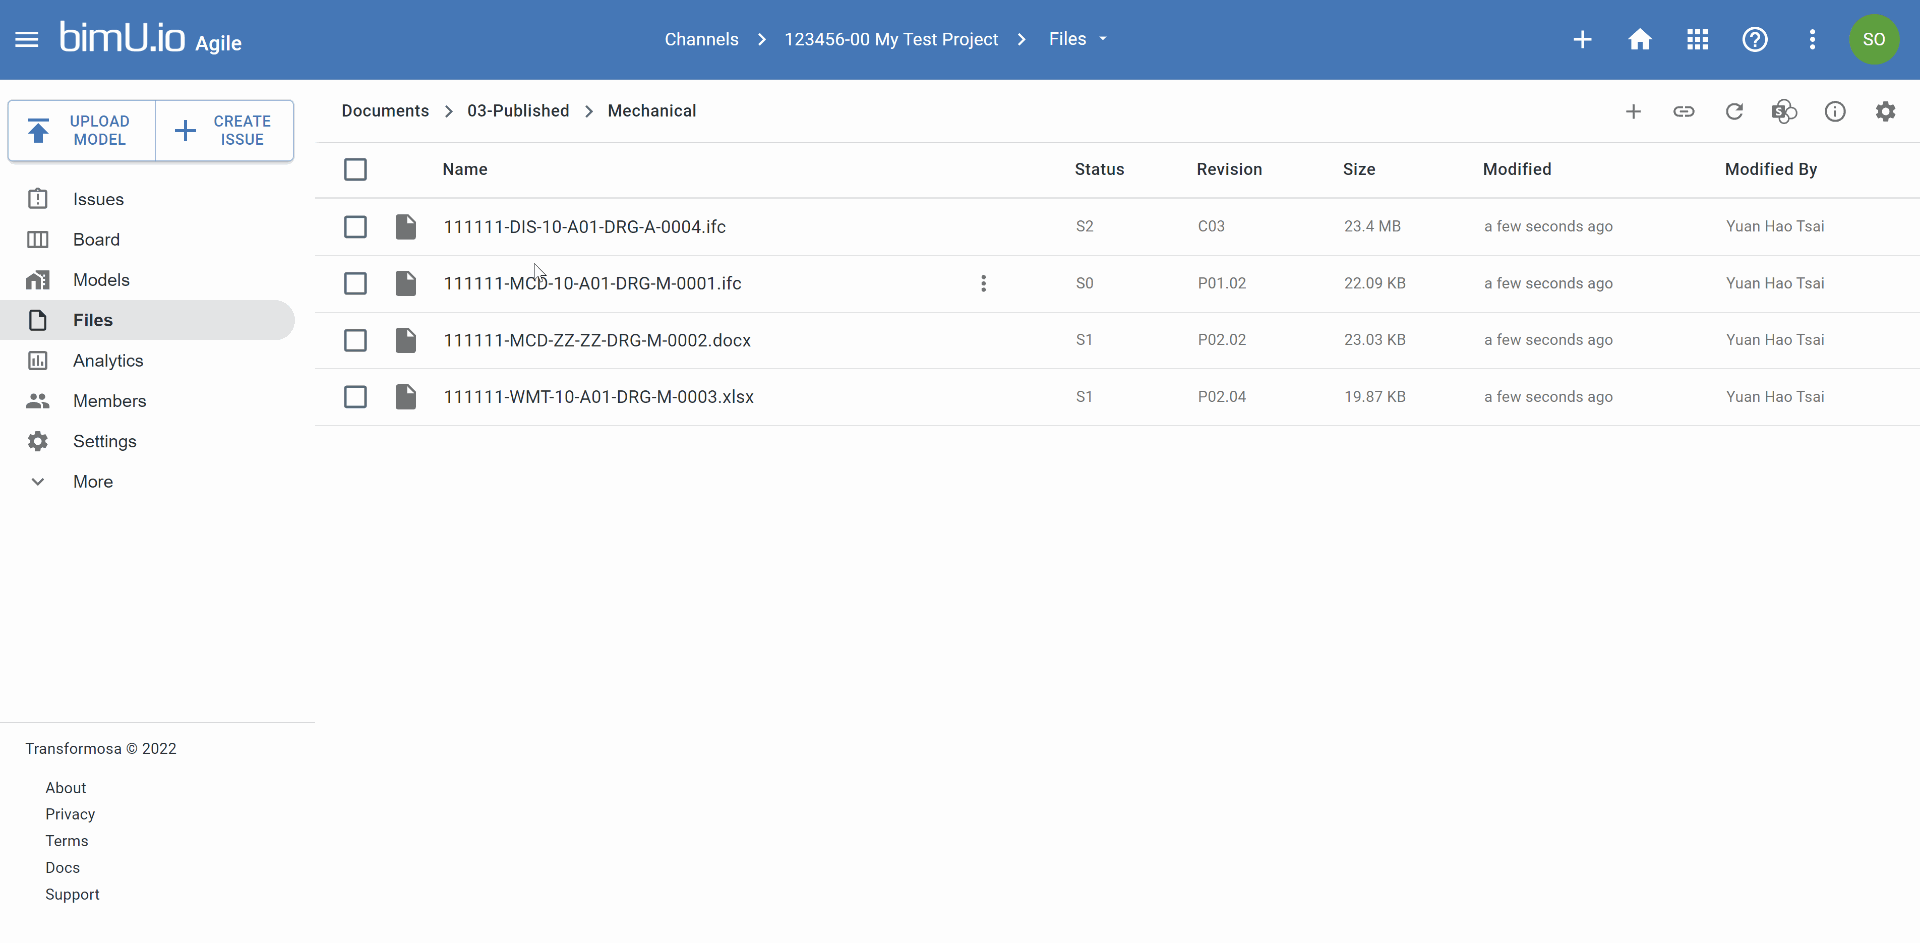 bimU.io Agile
Channels 123456-00 My Test Project Files
SO
UPLOAD MODEL
CREATE ISSUE
Issues
Board
Models
Files
Analytics
Members
Settings
More
Transformosa © 2022
About
Privacy
Terms
Docs
Support
Documents 03-Published Mechanical
Name Status Revision Size Modified Modified By
111111-DIS-10-A01-DRG-A-0004.ifc S2 C03 23.4 MB a few seconds ago Yuan Hao Tsai
111111-MCD-10-A01-DRG-M-0001.ifc S0 P01.02 22.09 KB a few seconds ago Yuan Hao Tsai
111111-MCD-ZZ-ZZ-DRG-M-0002.docx S1 P02.02 23.03 KB a few seconds ago Yuan Hao Tsai
111111-WMT-10-A01-DRG-M-0003.xlsx S1 P02.04 19.87 KB a few seconds ago Yuan Hao Tsai